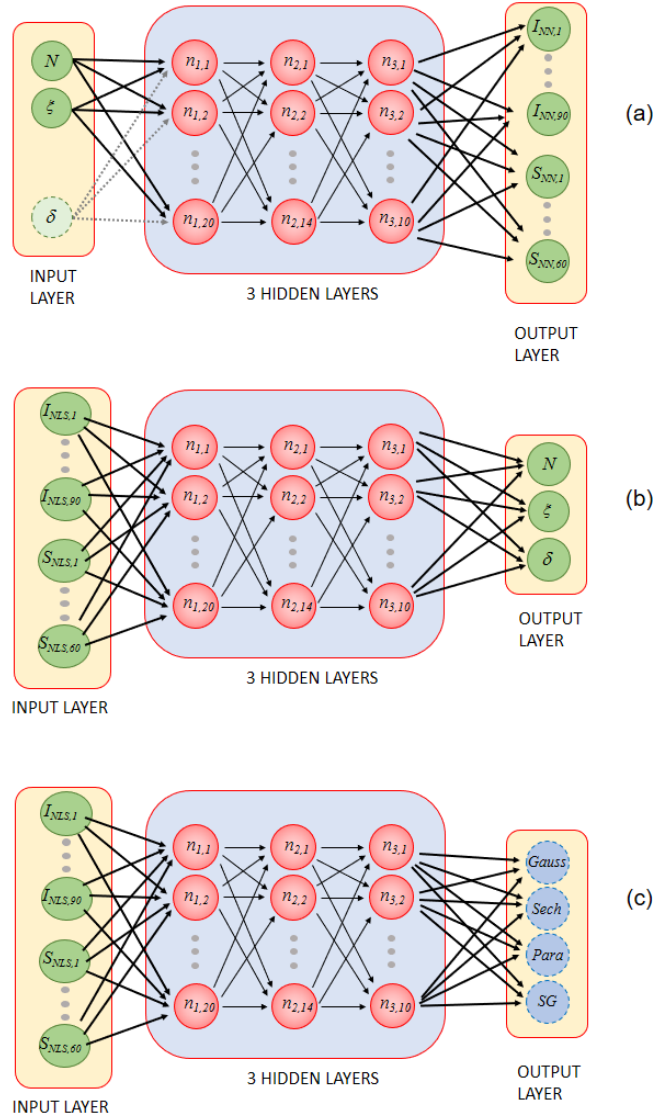 N
ξ
δ
INPUT
LAYER
n1,1
n1,2
n1,20
n2,1
n2,2
n2,14
n3,1
n3,2
n3,10
3 HIDDEN LAYERS
INN,1
INN,90
SNN,1
SNN,60
OUTPUT
LAYER
(a)
INLS,1
INLS,90
SNLS,1
SNLS,60
INPUT LAYER
n1,1
n1,2
n1,20
n2,1
n2,2
n2,14
n3,1
n3,2
n3,10
3 HIDDEN LAYERS
N
ξ
δ
OUTPUT
LAYER
(b)
INLS,1
INLS,90
SNLS,1
SNLS,60
INPUT LAYER
n1,1
n1,2
n1,20
n2,1
n2,2
n2,14
n3,1
n3,2
n3,10
3 HIDDEN LAYERS
Gauss
Sech
Para
SG
OUTPUT
LAYER
(c)